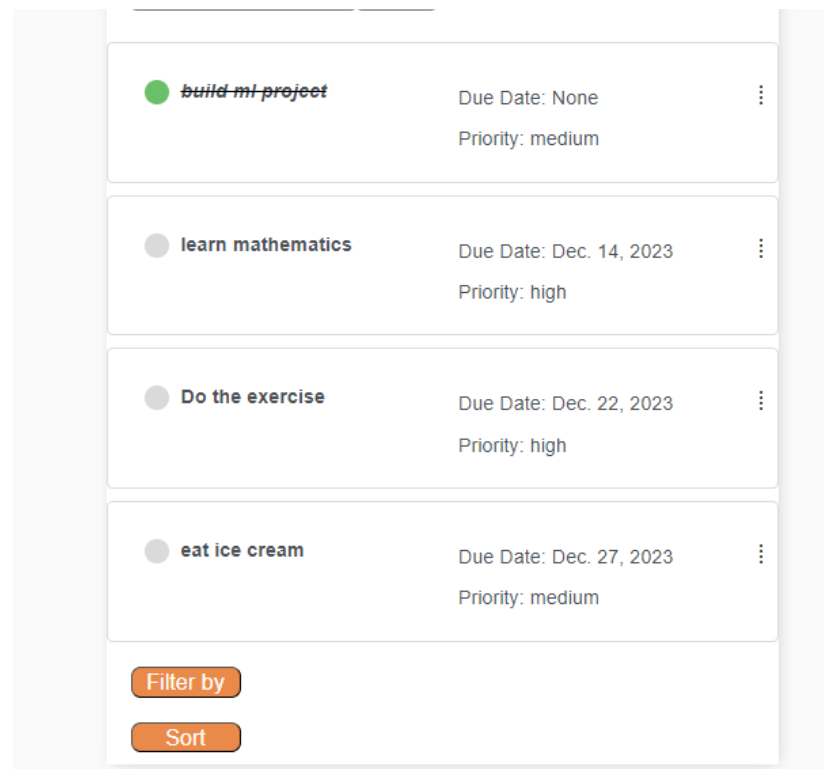 build ml project
Due Date: None
Priority: medium
learn mathematics
Due Date: Dec. 14, 2023
Priority: high
Do the exercise
Due Date: Dec. 22, 2023
Priority: high
eat ice cream
Due Date: Dec. 27, 2023
Priority: medium
Filter by
Sort